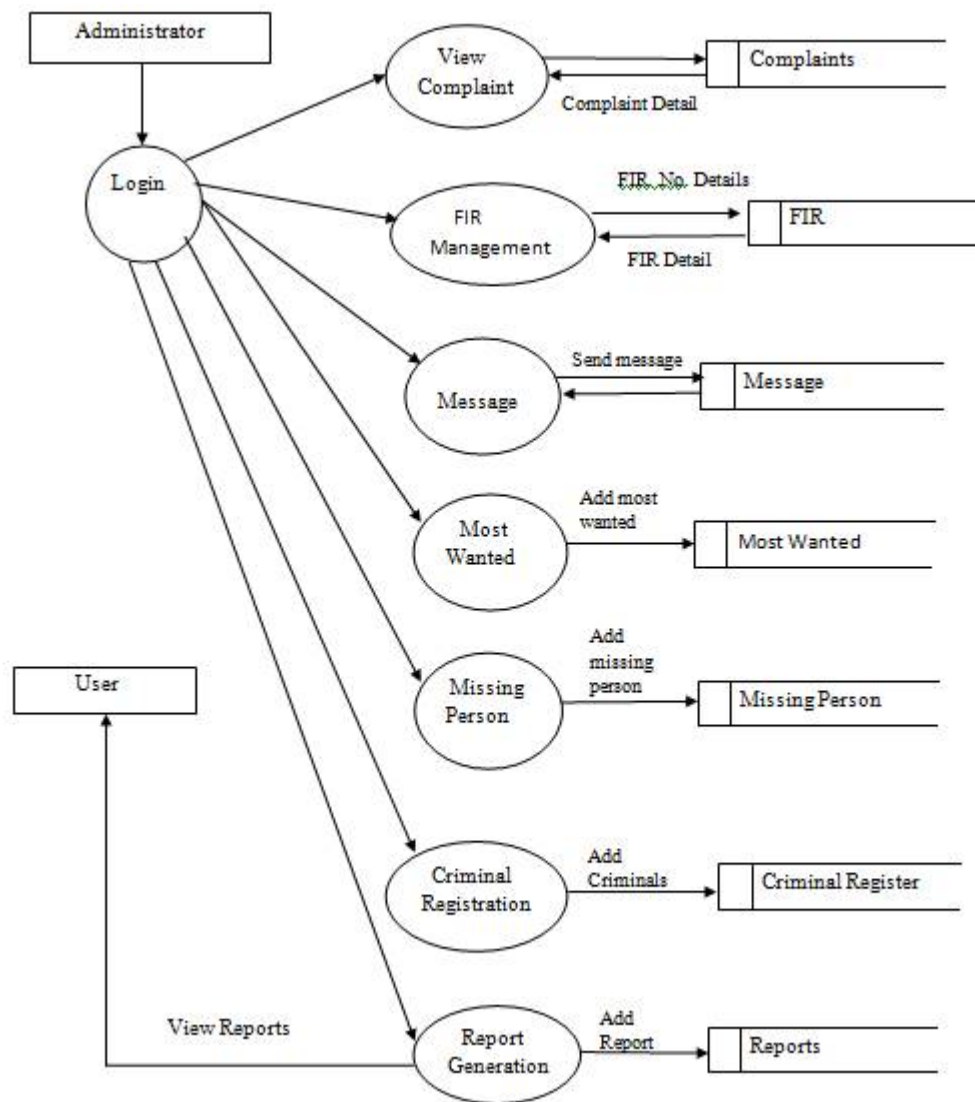 Administrator
View
Complaint
Complaints
Complaint Detail
Login
FIR No. Details
FIR
Management
FIR
FIR Detail
Send message
Message
Message
Add most
wanted
Most
Wanted
Most Wanted
Add
missing
person
User
Missing
Person
Missing Person
Add
Criminals
Criminal
Registration
Criminal Register
View Reports
Add
Report
Report
Generation
Reports